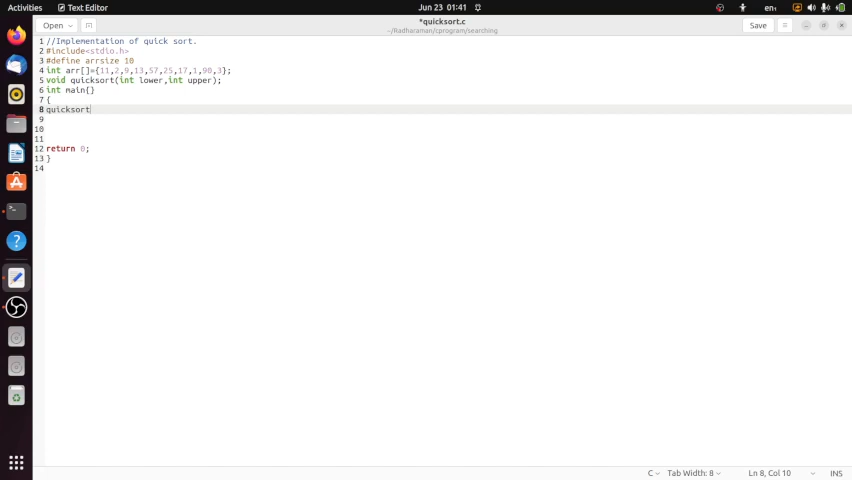 Activities Text Editor Jun 23 01:41 en₁
Open *quicksort.c Save
~/Radharaman/cprogram/searching
1 //Implementation of quick sort.
2 #include<stdio.h>
3 #define arrsize 10
4 int arr[]={11,2,9,13,57,25,17,1,90,3};
5 void quicksort(int lower,int upper);
6 int main{}
7 {
8 quicksort
9
10
11
12 return 0;
13 }
14
C Tab Width: 8 Ln 8, Col 10 INS